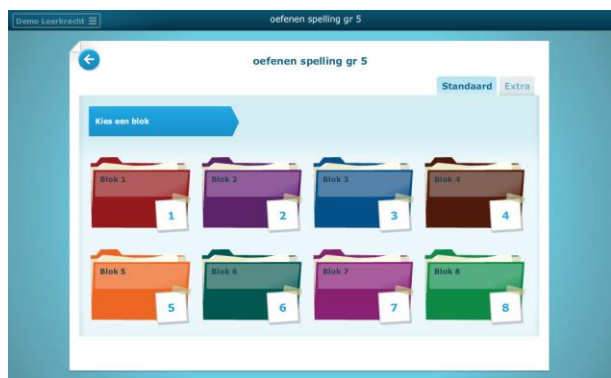 Demo Leerkracht
oefenen spelling gr 5
oefenen spelling gr 5
Standaard Extra
Kies een blok
Blok 1 Blok 2 Blok 3 Blok 4
1 2 3 4
Blok 5 Blok 6 Blok 7 Blok 8
5 6 7 8